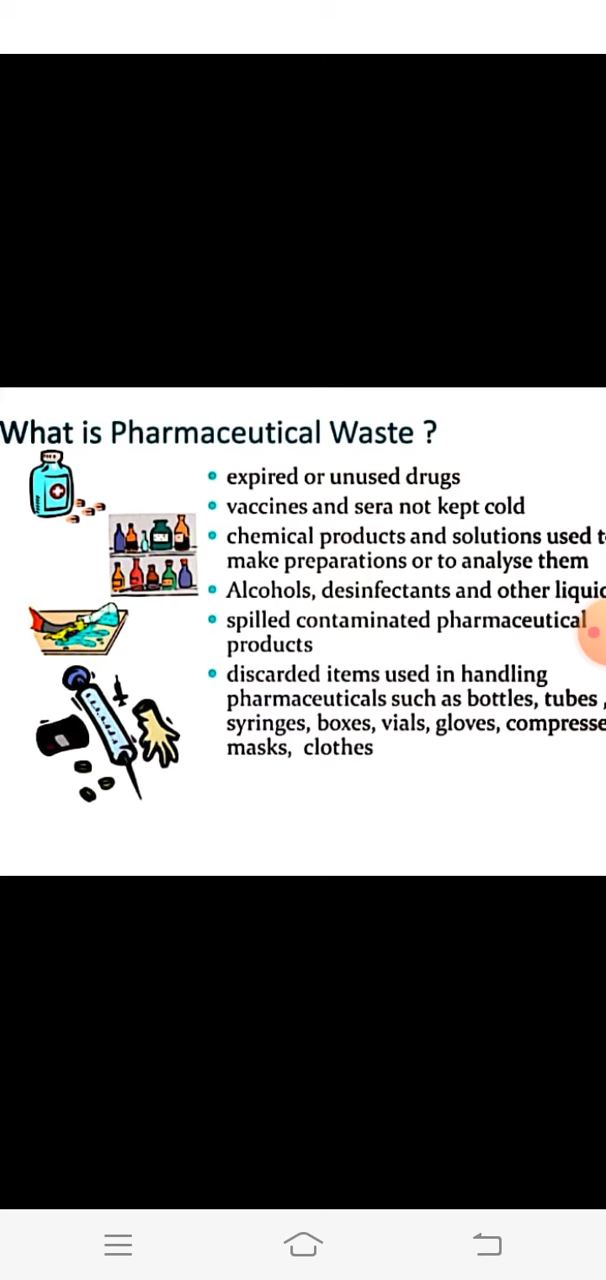 What is Pharmaceutical Waste ?
expired or unused drugs
vaccines and sera not kept cold
chemical products and solutions used
make preparations or to analyse them
Alcohols, desinfectants and other
spilled contaminated pharmaceutical
products
discarded items used in handling
pharmaceuticals such as bottles, tubes ,
syringes, boxes, vials, gloves,
masks, clothes